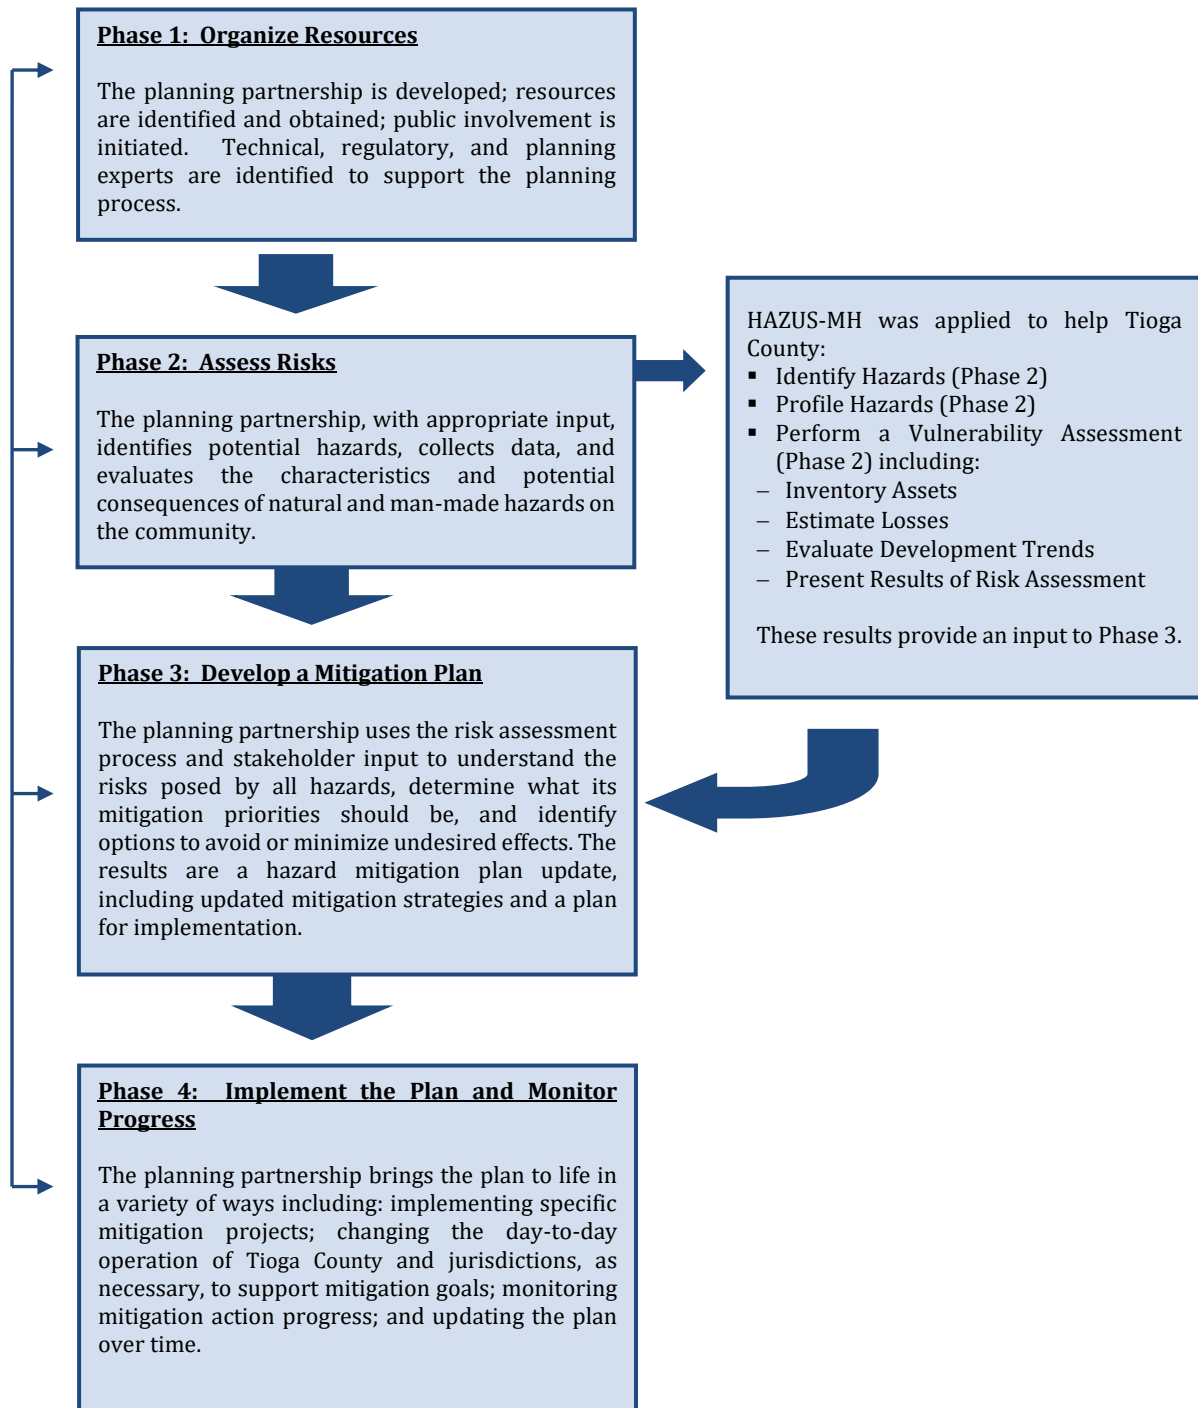 Phase 1: Organize Resources
The planning partnership is developed; resources
are identified and obtained; public involvement is
initiated. Technical, regulatory, and planning
experts are identified to support the planning
process.
Phase 2: Assess Risks
The planning partnership, with appropriate input,
identifies potential hazards, collects data, and
evaluates the characteristics and potential
consequences of natural and man-made hazards on
the community.
HAZUS-MH was applied to help Tioga
County:
▪ Identify Hazards (Phase 2)
▪ Profile Hazards (Phase 2)
▪ Perform a Vulnerability Assessment
(Phase 2) including:
– Inventory Assets
– Estimate Losses
– Evaluate Development Trends
– Present Results of Risk Assessment
These results provide an input to Phase 3.
Phase 3: Develop a Mitigation Plan
The planning partnership uses the risk assessment
process and stakeholder input to understand the
risks posed by all hazards, determine what its
mitigation priorities should be, and identify
options to avoid or minimize undesired effects. The
results are a hazard mitigation plan update,
including updated mitigation strategies and a plan
for implementation.
Phase 4: Implement the Plan and Monitor
Progress
The planning partnership brings the plan to life in
a variety of ways including: implementing specific
mitigation projects; changing the day-to-day
operation of Tioga County and jurisdictions, as
necessary, to support mitigation goals; monitoring
mitigation action progress; and updating the plan
over time.